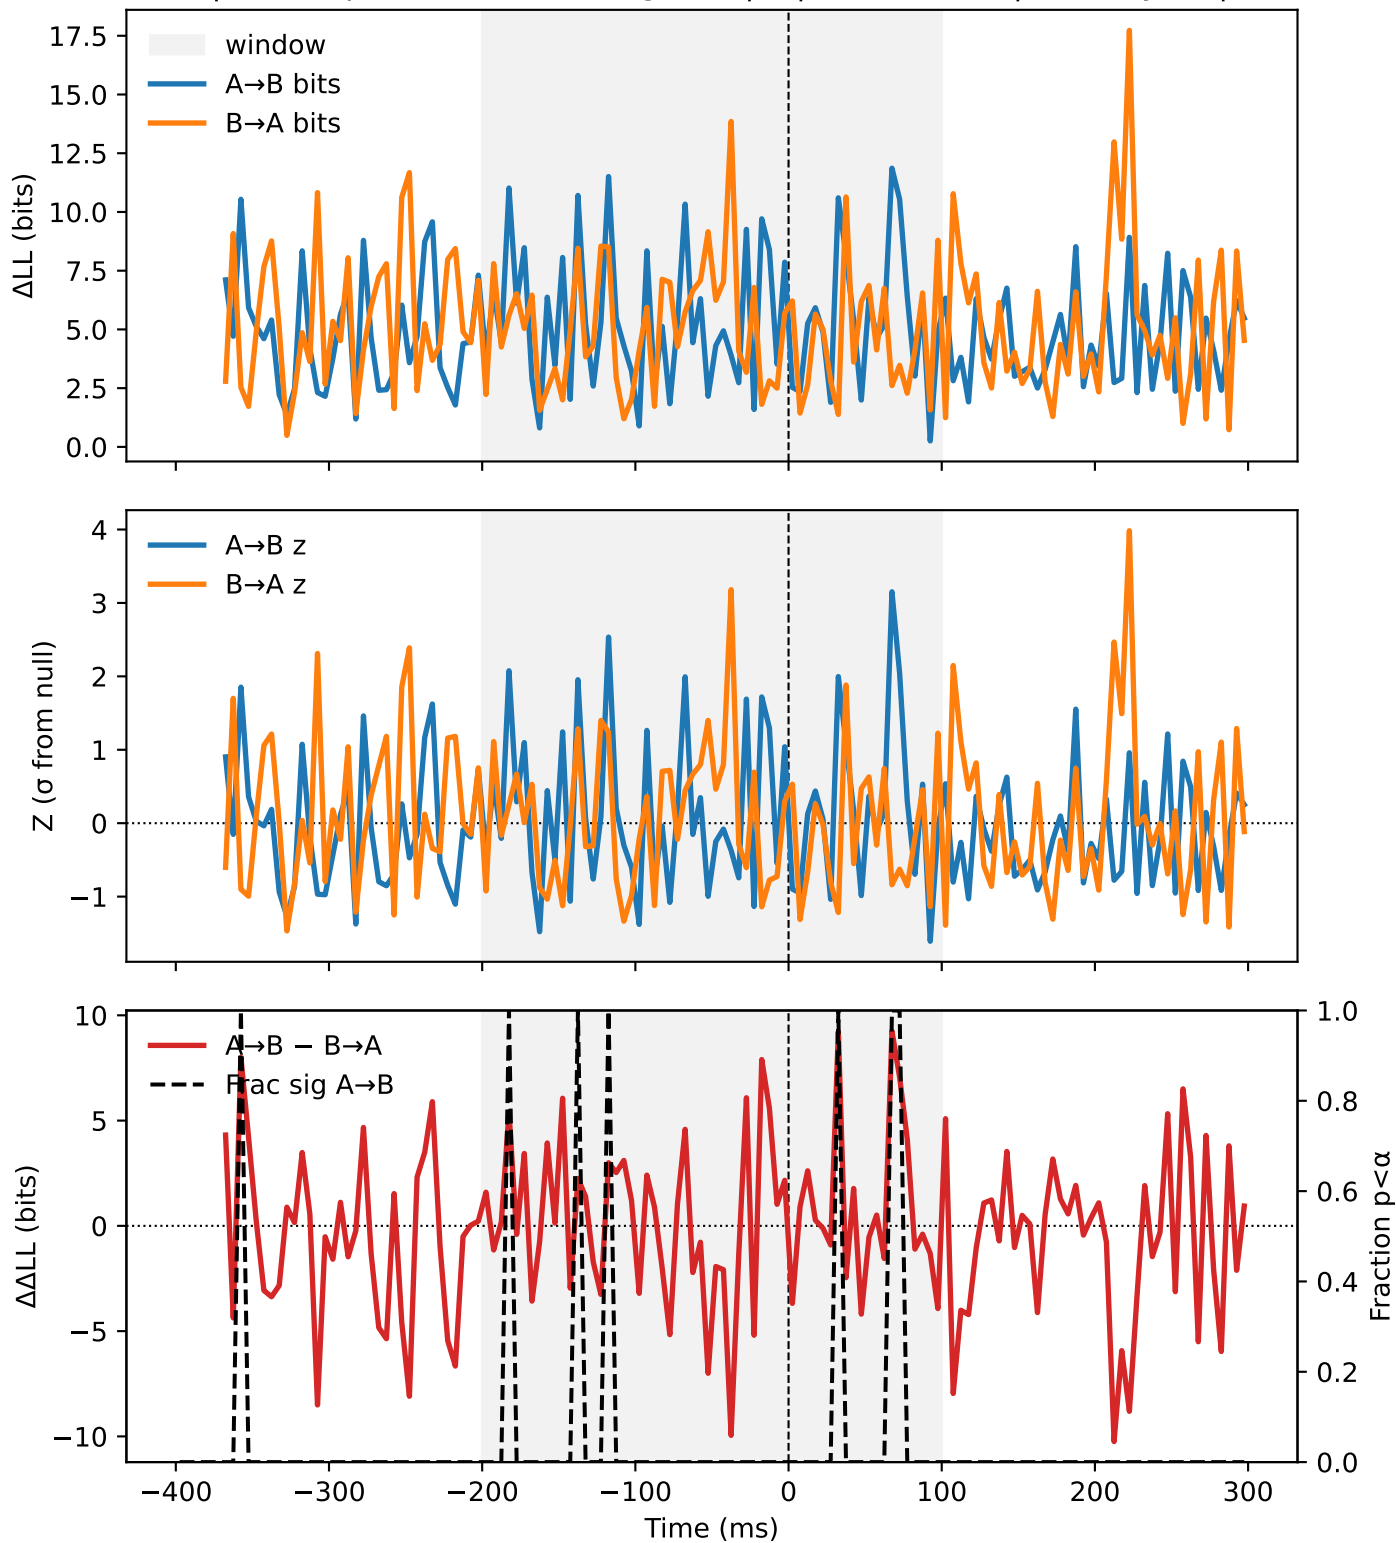 window
A→B bits
B→A bits
ΔLL (bits)
17.5
15.0
12.5
10.0
7.5
5.0
2.5
0.0
A→B z
B→A z
Z (σ from null)
4
3
2
1
0
−1
A→B − B→A
Frac sig A→B
ΔΔLL (bits)
10
5
0
−5
−10
1.0
0.8
0.6
0.4
0.2
0.0
Fraction p<α
−400 −300 −200 −100 0 100 200 300
Time (ms)